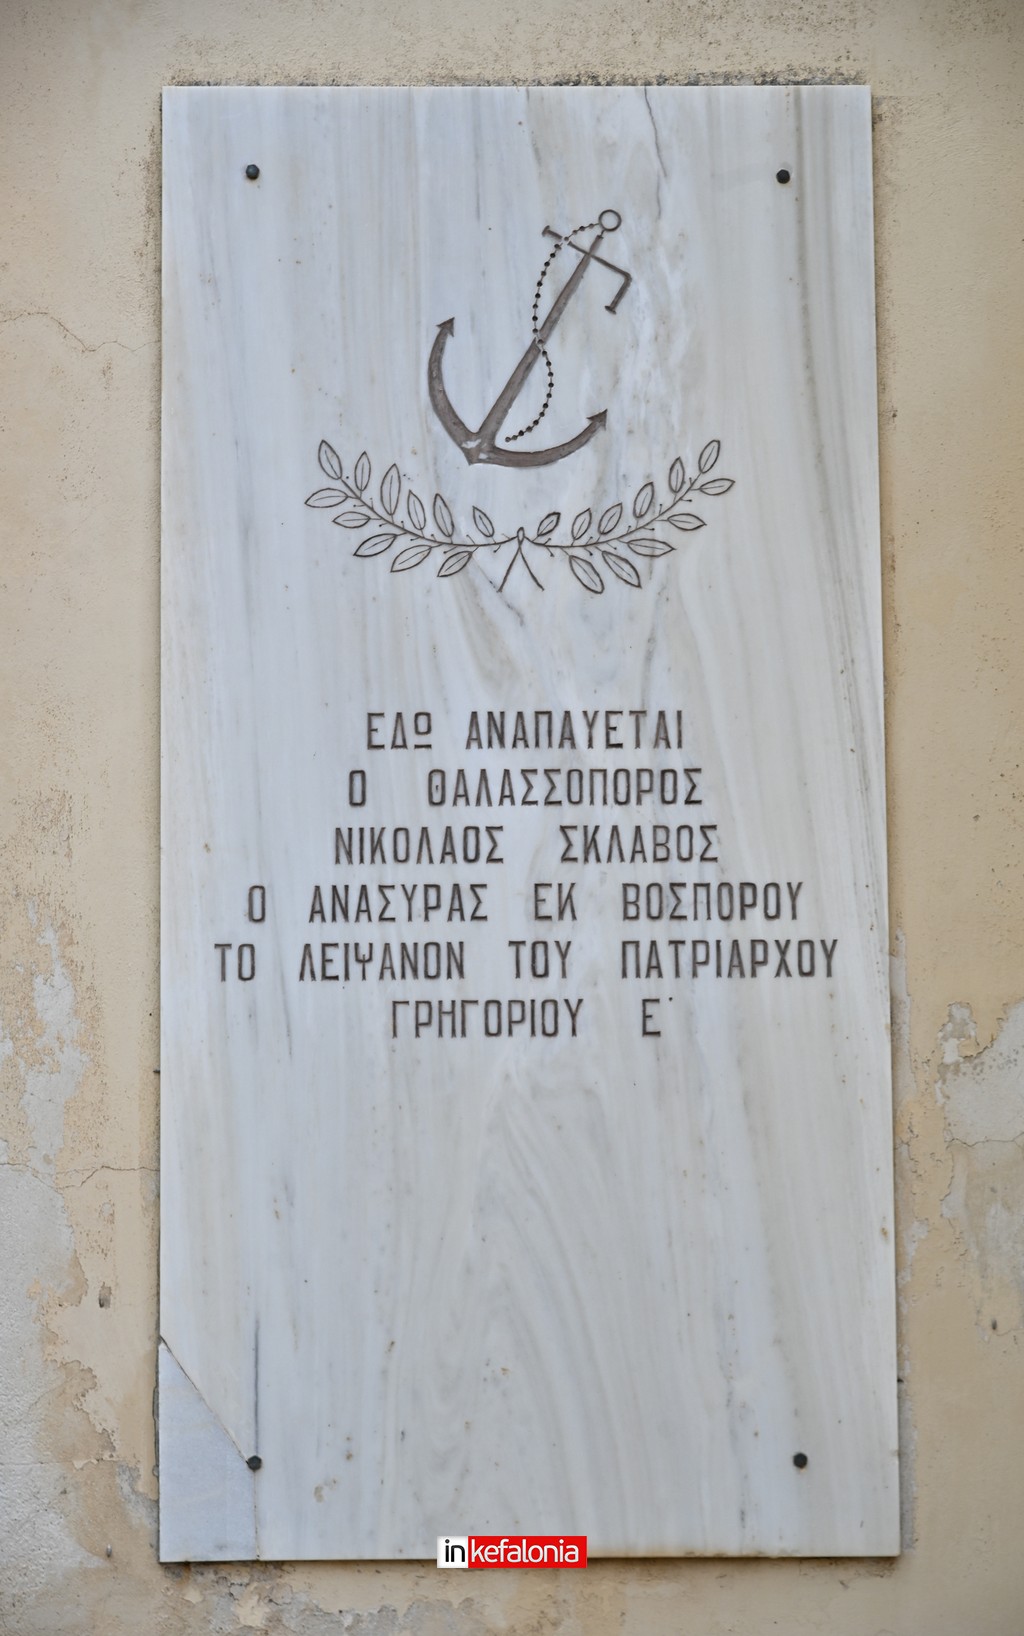 ΕΔΩ ΑΝΑΠΑΥΕΤΑΙ
Ο ΘΑΛΑΣΣΟΠΟΡΟΣ
ΝΙΚΟΛΑΟΣ ΣΚΛΑΒΟΣ
Ο ΑΝΑΣΥΡΑΣ ΕΚ ΒΟΣΠΟΡΟΥ
ΤΟ ΛΕΙΨΑΝΟΝ ΤΟΥ ΠΑΤΡΙΑΡΧΟΥ
ΓΡΗΓΟΡΙΟΥ Ε΄
inkefalonia